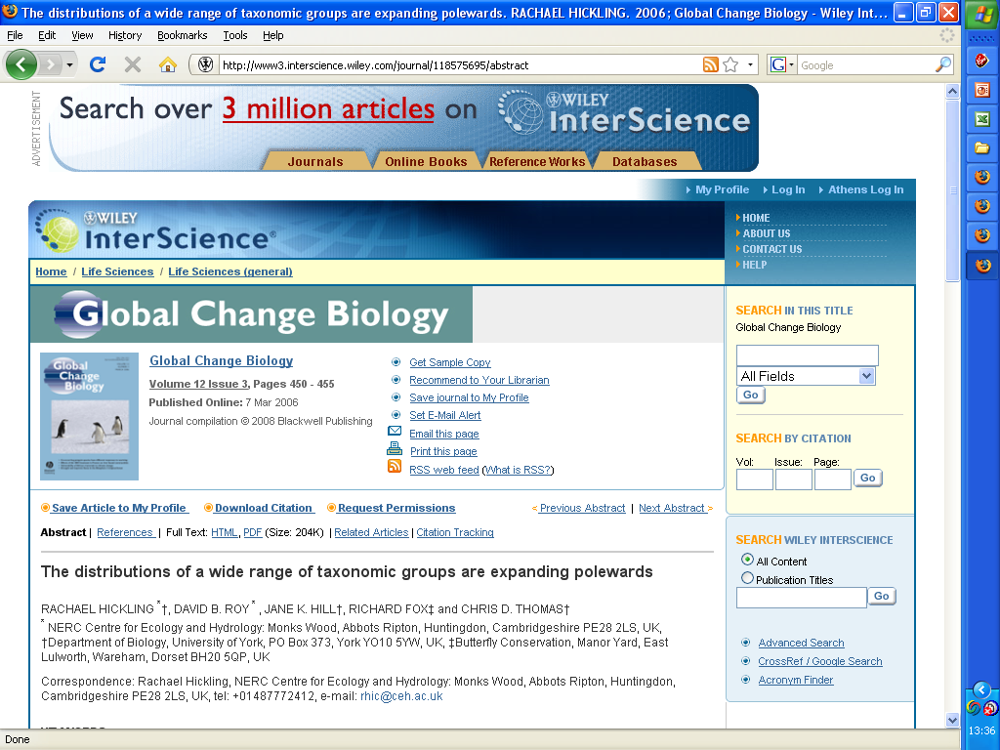 The distributions of a wide range of taxonomic groups are expanding polewards. RACHAEL HICKLING. 2006; Global Change Biology - Wiley Int...
File Edit View History Bookmarks Tools Help
http://www3.interscience.wiley.com/journal/118575695/abstract
G Google
ADVERTISEMENT
Search over 3 million articles on WILEY InterScience
Journals Online Books Reference Works Databases
My Profile Log In Athens Log In
WILEY InterScience®
HOME
ABOUT US
CONTACT US
HELP
Home / Life Sciences / Life Sciences (general)
Global Change Biology
Global Change Biology
Global Change Biology
Volume 12 Issue 3, Pages 450 - 455
Published Online: 7 Mar 2006
Journal compilation © 2008 Blackwell Publishing
Get Sample Copy
Recommend to Your Librarian
Save journal to My Profile
Set E-Mail Alert
Email this page
Print this page
RSS web feed (What is RSS?)
SEARCH IN THIS TITLE
Global Change Biology
All Fields
Go
SEARCH BY CITATION
Vol: Issue: Page:
Go
Save Article to My Profile Download Citation Request Permissions
< Previous Abstract | Next Abstract >
Abstract | References | Full Text: HTML, PDF (Size: 204K) | Related Articles | Citation Tracking
The distributions of a wide range of taxonomic groups are expanding polewards
RACHAEL HICKLING *†, DAVID B. ROY * , JANE K. HILL†, RICHARD FOX‡ and CHRIS D. THOMAS†
* NERC Centre for Ecology and Hydrology: Monks Wood, Abbots Ripton, Huntingdon, Cambridgeshire PE28 2LS, UK,
†Department of Biology, University of York, PO Box 373, York YO10 5YW, UK, ‡Butterfly Conservation, Manor Yard, East
Lulworth, Wareham, Dorset BH20 5QP, UK
Correspondence: Rachael Hickling, NERC Centre for Ecology and Hydrology: Monks Wood, Abbots Ripton, Huntingdon,
Cambridgeshire PE28 2LS, UK, tel: +01487772412, e-mail: rhic@ceh.ac.uk
SEARCH WILEY INTERSCIENCE
All Content
Publication Titles
Go
Advanced Search
CrossRef / Google Search
Acronym Finder
Done
13:36